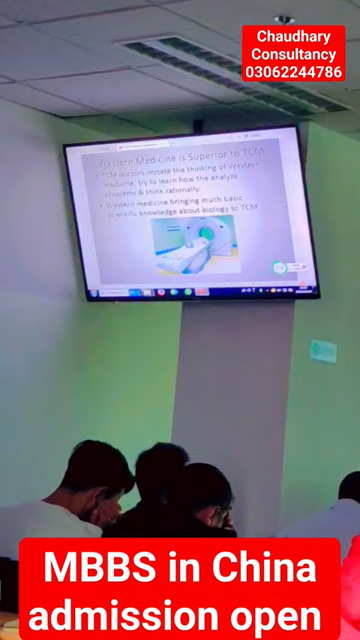 Chaudhary
Consultancy
03062244786
Western Medicine is Superior to TCM
• TCM doctors imitate the thinking of Western
medicine, try to learn how the analyze
problems & think rationally.
• Western medicine bringing much basic
scientific knowledge about biology to TCM
MBBS in China
admission open